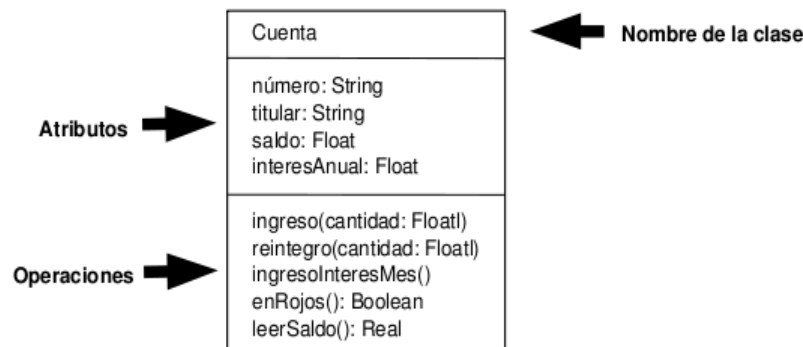 Cuenta
Nombre de la clase
número: String
titular: String
saldo: Float
interesAnual: Float
Atributos
ingreso(cantidad: Floatl)
reintegro(cantidad: Floatl)
ingresoInteresMes()
enRojos(): Boolean
leerSaldo(): Real
Operaciones